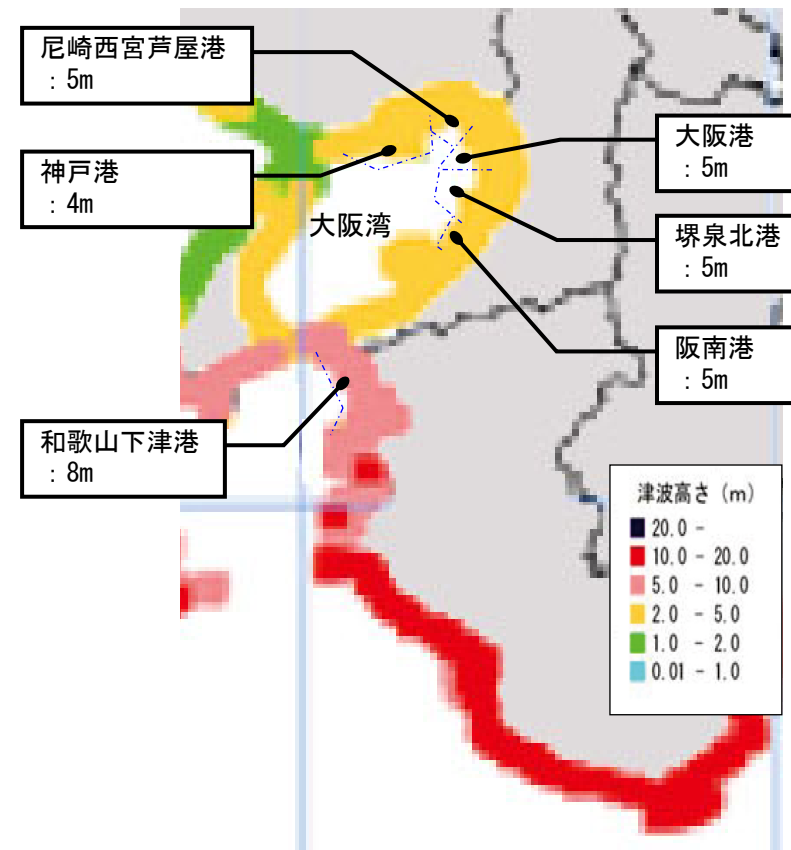 尼崎西宮芦屋港
：5m
神戸港
：4m
大阪湾
大阪港
：5m
堺泉北港
：5m
阪南港
：5m
和歌山下津港
：8m
津波高さ（m）
20.0 -
10.0 - 20.0
5.0 - 10.0
2.0 - 5.0
1.0 - 2.0
0.01 - 1.0